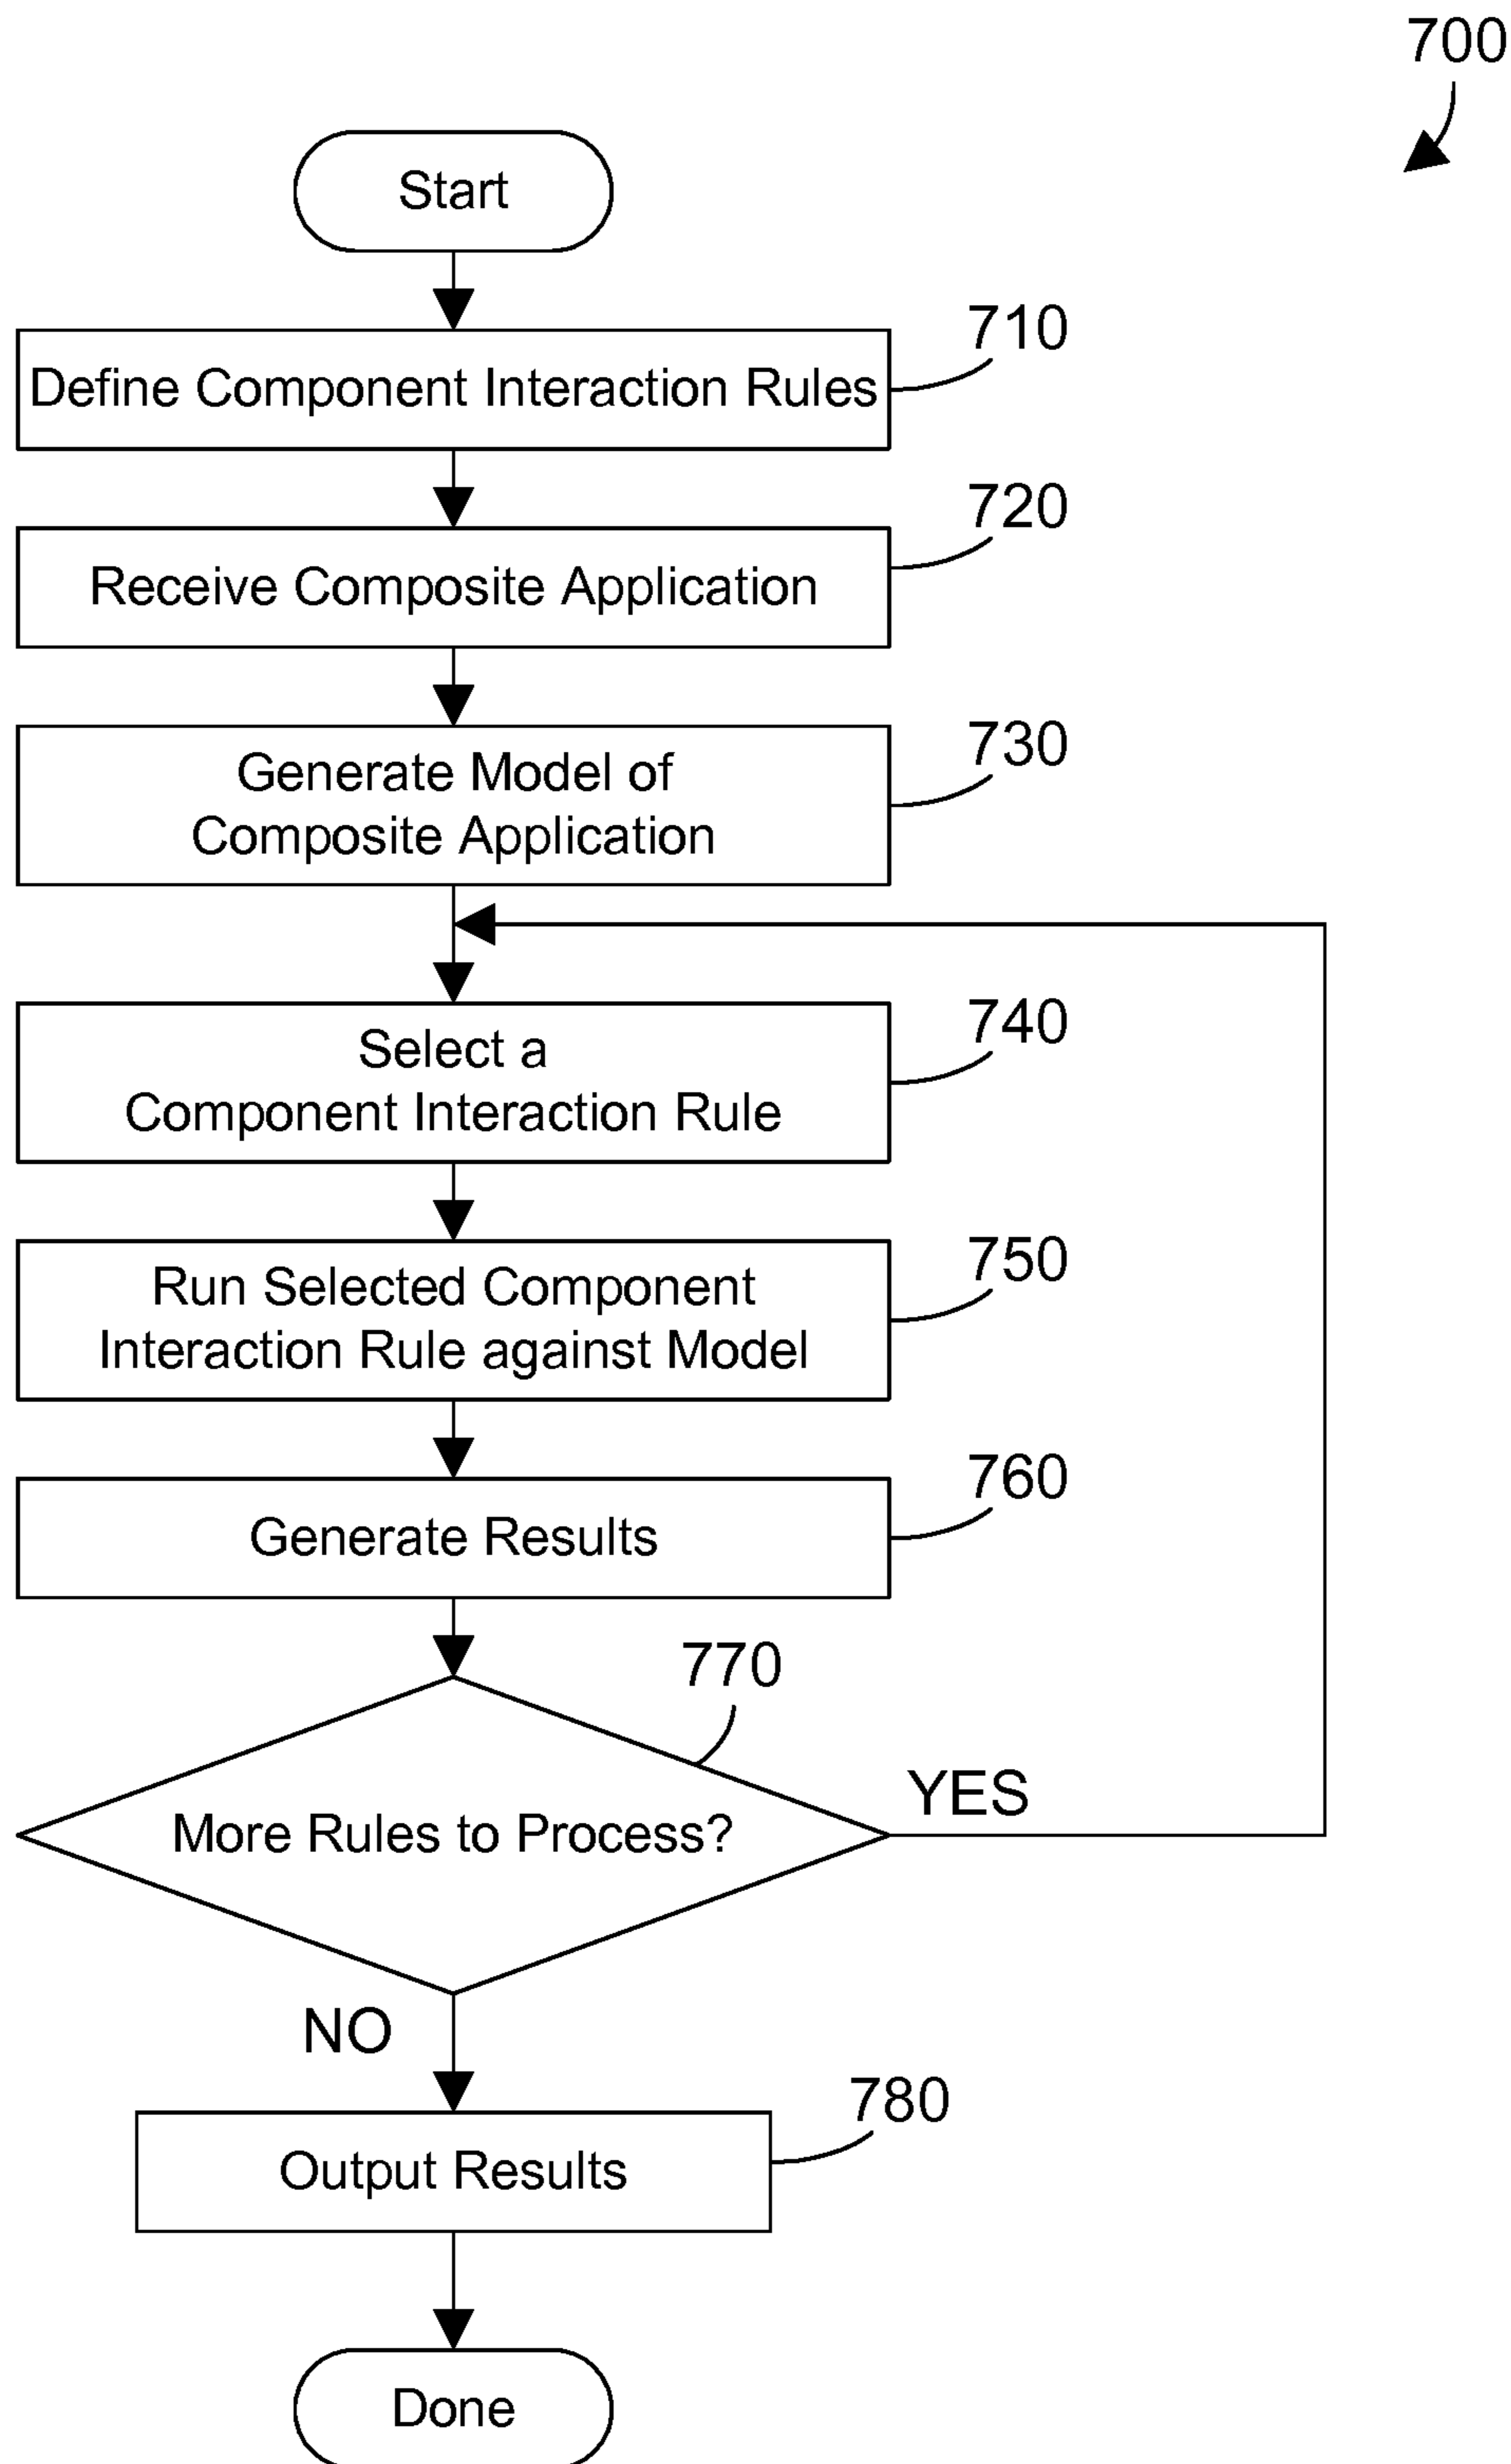 700
Start
710
Define Component Interaction Rules
720
Receive Composite Application
730
Generate Model of
Composite Application
740
Select a
Component Interaction Rule
750
Run Selected Component
Interaction Rule against Model
760
Generate Results
770
More Rules to Process?
YES
NO
780
Output Results
Done